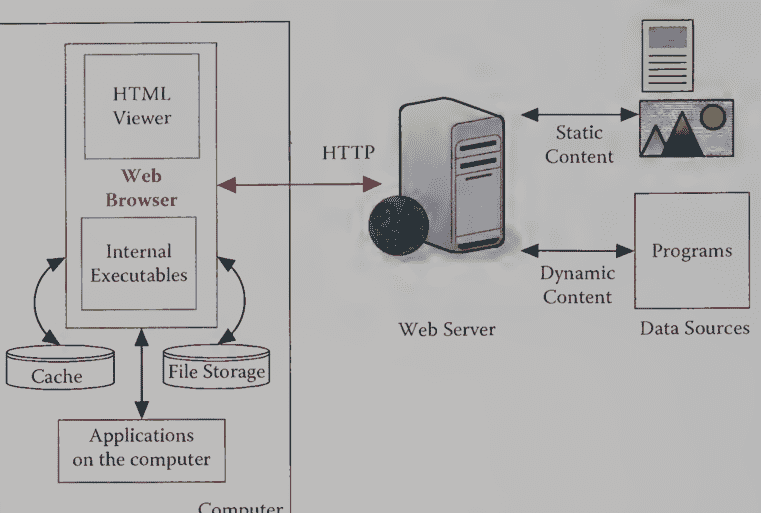 HTML
Viewer
Web
Browser
Internal
Executables
Cache
File Storage
Applications
on the computer
Computer
HTTP
Web Server
Static
Content
Dynamic
Content
Programs
Data Sources